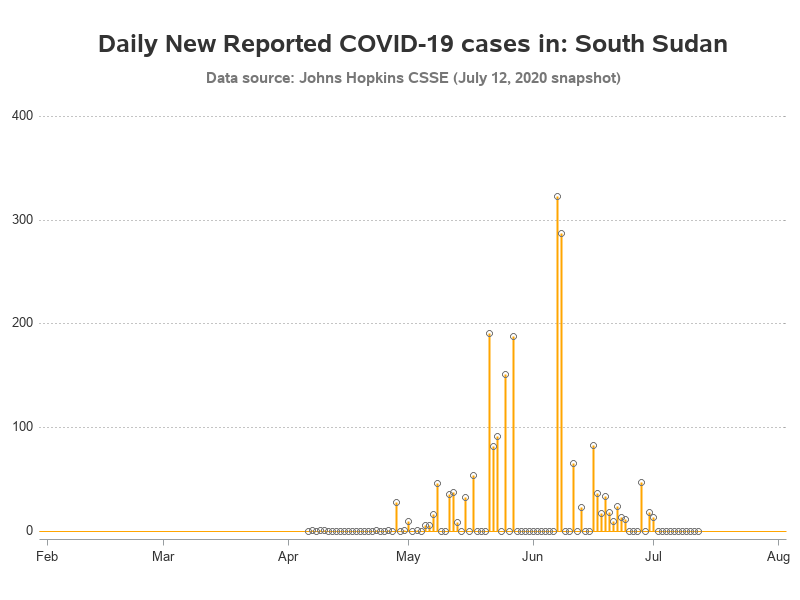 Daily New Reported COVID-19 cases in: South Sudan
Data source: Johns Hopkins CSSE (July 12, 2020 snapshot)
400
300
200
100
0
Feb Mar Apr May Jun Jul Aug